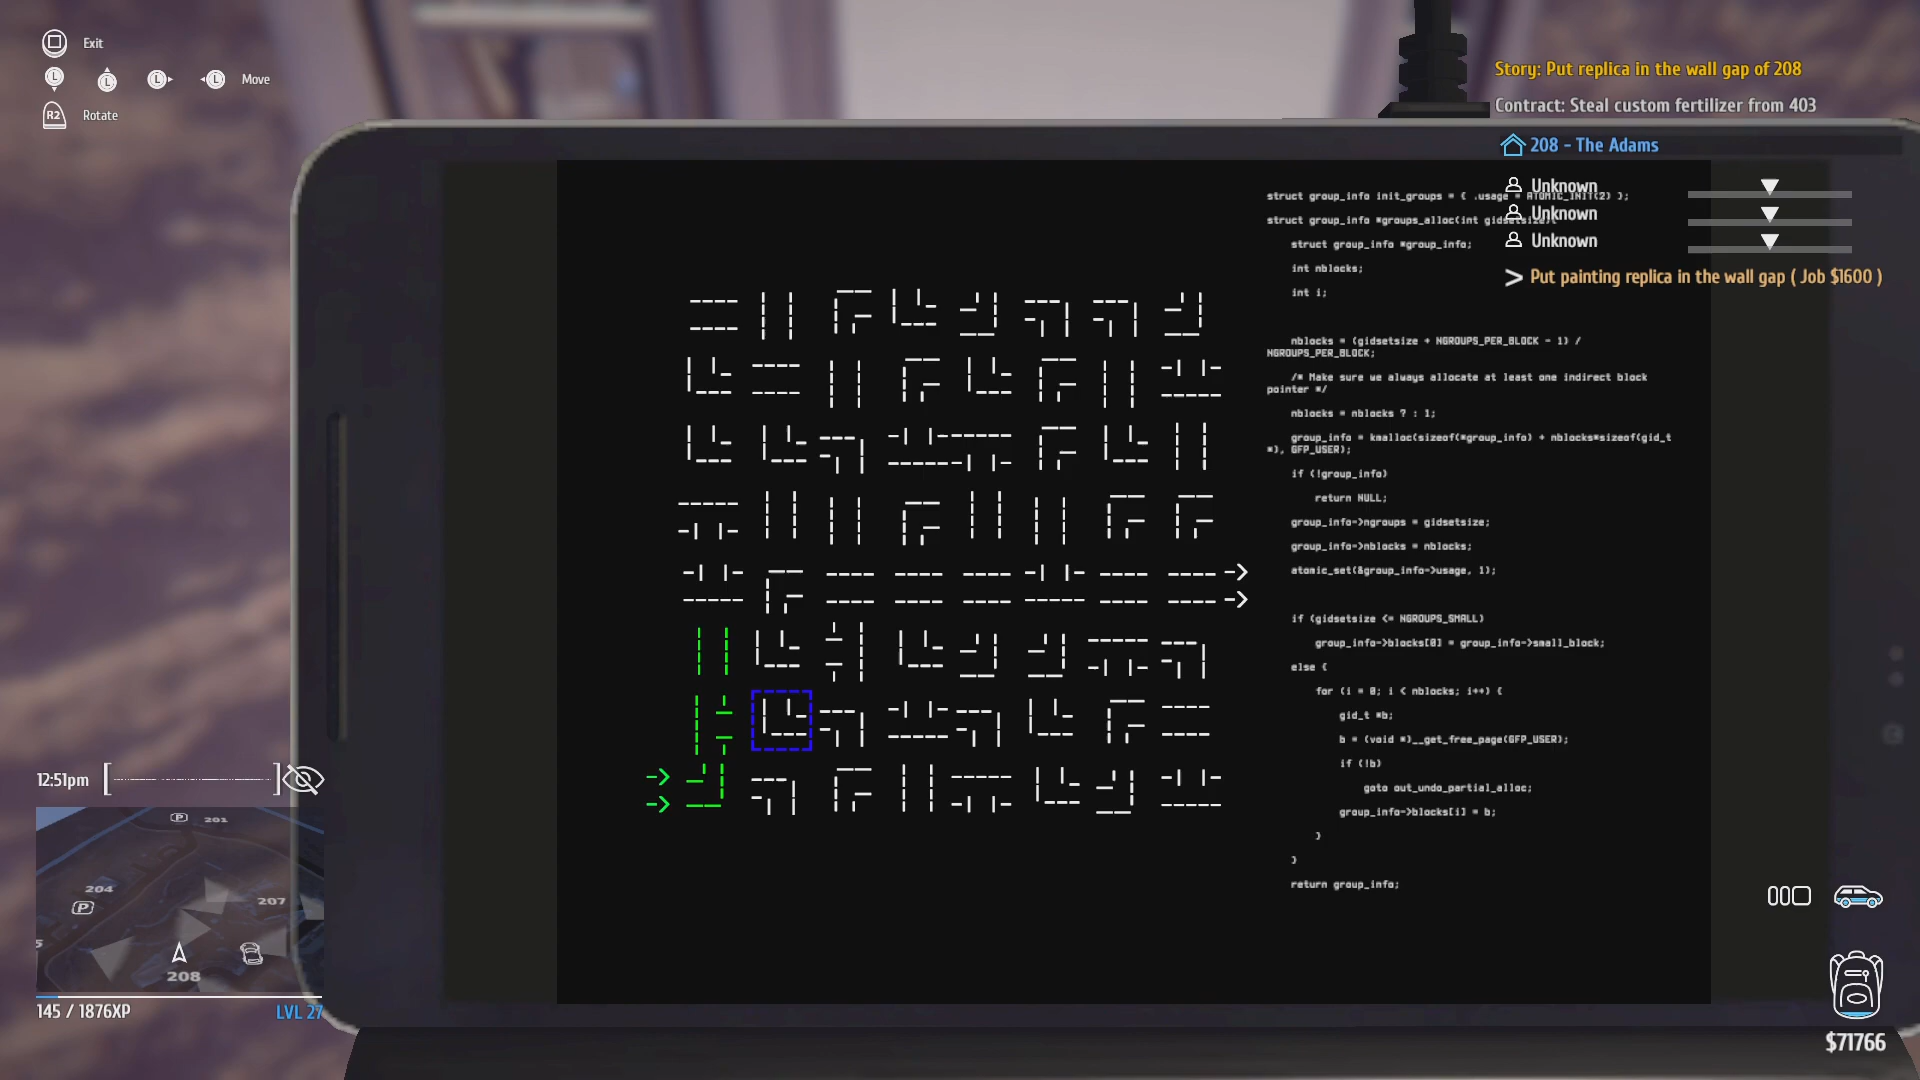 Exit
L L L L Move
R2 Rotate
Story: Put replica in the wall gap of 208
Contract: Steal custom fertilizer from 403
208 - The Adams
Unknown
Unknown
Unknown
> Put painting replica in the wall gap ( Job $1600 )
struct group_info init_groups = { .usage = ATOMIC_INIT(2) };
struct group_info *groups_alloc(int gidsetsize){
struct group_info *group_info;
int nblocks;
int i;
nblocks = (gidsetsize + NGROUPS_PER_BLOCK - 1) /
NGROUPS_PER_BLOCK;
/* Make sure we always allocate at least one indirect block
pointer */
nblocks = nblocks ? : 1;
group_info = kmalloc(sizeof(*group_info) + nblocks*sizeof(gid_t
*), GFP_USER);
if (!group_info)
return NULL;
group_info->ngroups = gidsetsize;
group_info->nblocks = nblocks;
atomic_set(&group_info->usage, 1);
if (gidsetsize <= NGROUPS_SMALL)
group_info->blocks[0] = group_info->small_block;
else {
for (i = 0; i < nblocks; i++) {
gid_t *b;
b = (void *)__get_free_page(GFP_USER);
if (!b)
goto out_undo_partial_alloc;
group_info->blocks[i] = b;
}
}
return group_info;
12:51pm
P 201
204
P
207
5
208
145 / 1876XP LVL 27
$71766